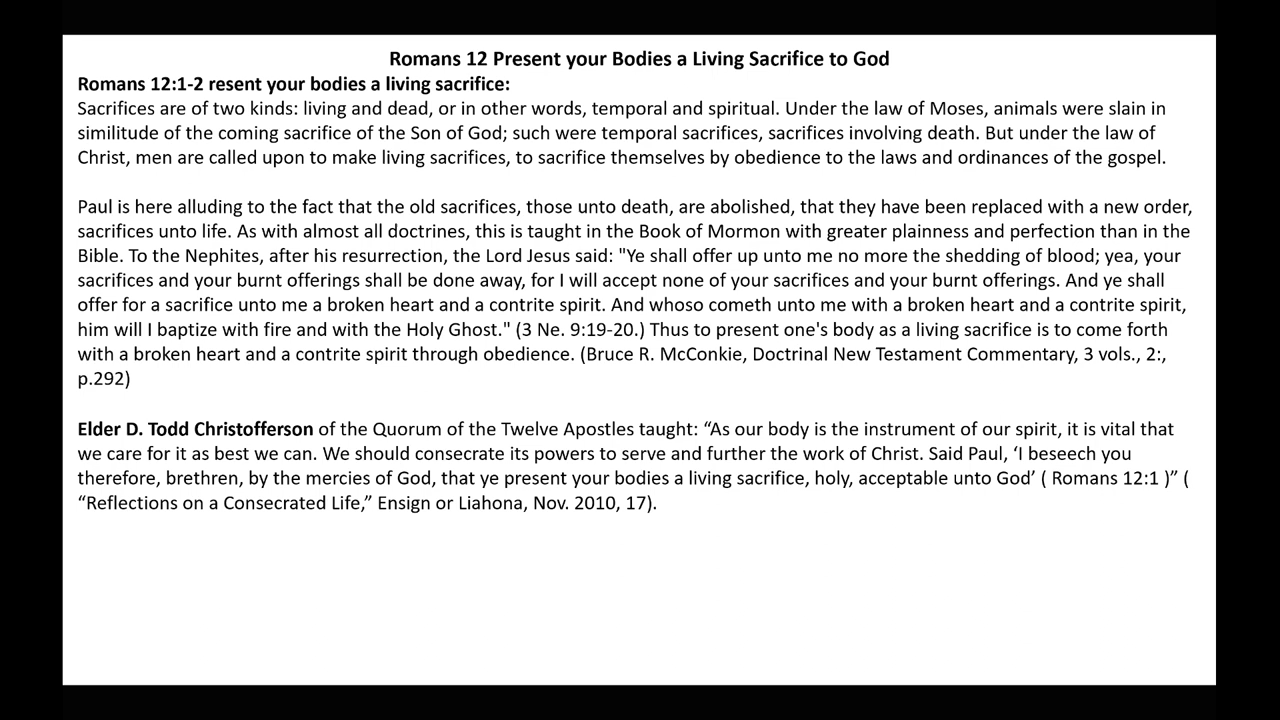 Romans 12 Present your Bodies a Living Sacrifice to God
Romans 12:1-2 resent your bodies a living sacrifice:
Sacrifices are of two kinds: living and dead, or in other words, temporal and spiritual. Under the law of Moses, animals were slain in
similitude of the coming sacrifice of the Son of God; such were temporal sacrifices, sacrifices involving death. But under the law of
Christ, men are called upon to make living sacrifices, to sacrifice themselves by obedience to the laws and ordinances of the gospel.
Paul is here alluding to the fact that the old sacrifices, those unto death, are abolished, that they have been replaced with a new order,
sacrifices unto life. As with almost all doctrines, this is taught in the Book of Mormon with greater plainness and perfection than in the
Bible. To the Nephites, after his resurrection, the Lord Jesus said: "Ye shall offer up unto me no more the shedding of blood; yea, your
sacrifices and your burnt offerings shall be done away, for I will accept none of your sacrifices and your burnt offerings. And ye shall
offer for a sacrifice unto me a broken heart and a contrite spirit. And whoso cometh unto me with a broken heart and a contrite spirit,
him will I baptize with fire and with the Holy Ghost." (3 Ne. 9:19-20.) Thus to present one's body as a living sacrifice is to come forth
with a broken heart and a contrite spirit through obedience. (Bruce R. McConkie, Doctrinal New Testament Commentary, 3 vols., 2:,
p.292)
Elder D. Todd Christofferson of the Quorum of the Twelve Apostles taught: “As our body is the instrument of our spirit, it is vital that
we care for it as best we can. We should consecrate its powers to serve and further the work of Christ. Said Paul, ‘I beseech you
therefore, brethren, by the mercies of God, that ye present your bodies a living sacrifice, holy, acceptable unto God’ ( Romans 12:1 )” (
“Reflections on a Consecrated Life,” Ensign or Liahona, Nov. 2010, 17).